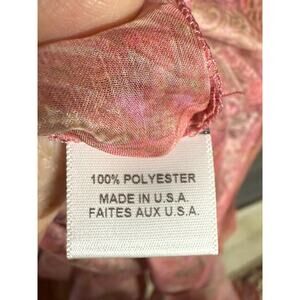 100% POLYESTER
MADE IN U.S.A.
FAITES AUX U.S.A.